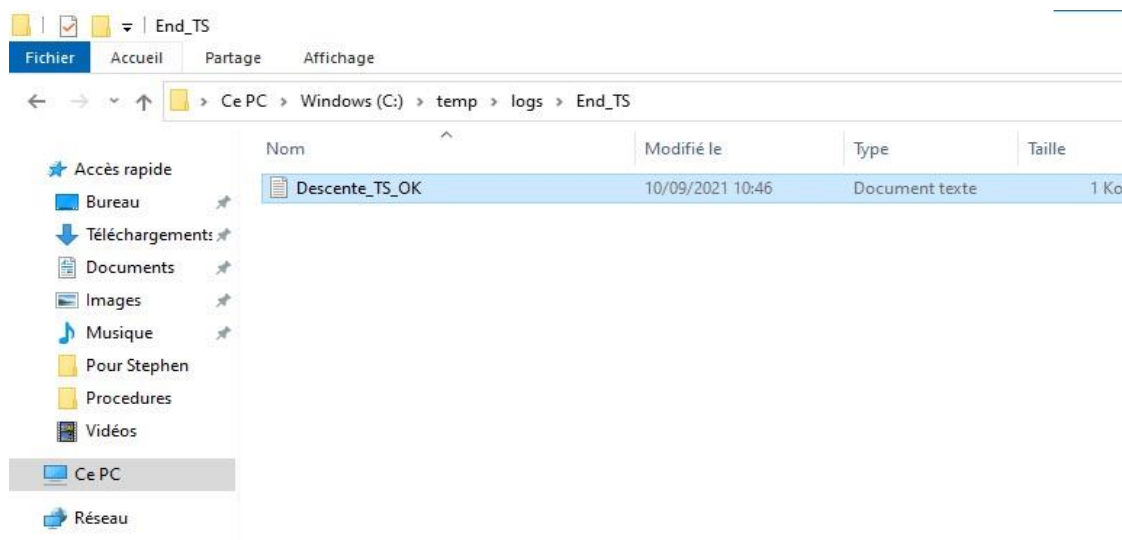 End_TS
Fichier Accueil Partage Affichage
Ce PC > Windows (C:) > temp > logs > End_TS
Nom Modifié le Type Taille
Accès rapide
Descente_TS_OK 10/09/2021 10:46 Document texte 1 Ko
Bureau
Téléchargements
Documents
Images
Musique
Pour Stephen
Procedures
Vidéos
Ce PC
Réseau